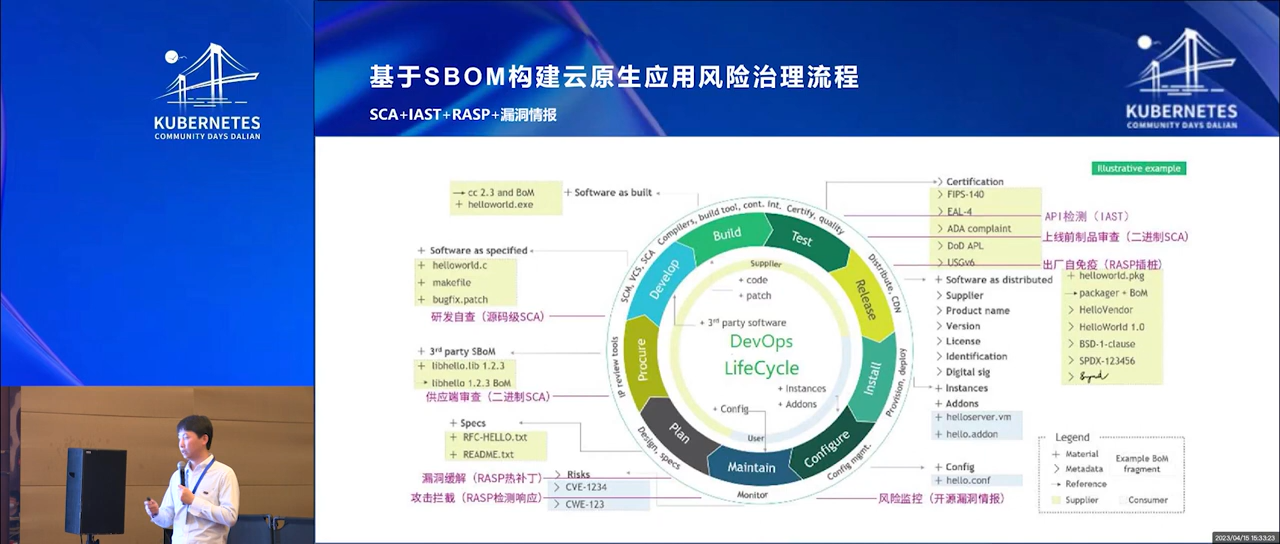 KUBERNETES
COMMUNITY DAYS DALIAN
基于SBOM构建云原生应用风险治理流程
SCA+IAST+RASP+漏洞情报
KUBERNETES
COMMUNITY DAYS DALIAN
Illustrative example
→ cc 2.3 and BoM
+ helloworld.exe
+ Software as built
+ Software as specified
+ helloworld.c
+ makefile
+ bugfix.patch
研发自查（源码级SCA）
+ 3rd party SBoM
+ libhello.lib 1.2.3
→ libhello 1.2.3 BoM
供应端审查（二进制SCA）
+ Specs
+ RFC-HELLO.txt
+ README.txt
漏洞缓解（RASP热补丁）
攻击拦截（RASP检测响应）
> Risks
> CVE-1234
> CWE-123
Compilers, build tool, cont. int.
Certify, quality
Distribute, CDN
Provision, deploy
Config mgmt.
Monitor
Design, specs
IP review tools
SCM, VCS, SCA
Build
Test
Release
Install
Configure
Maintain
Plan
Procure
Develop
Supplier
+ code
+ patch
+ 3rd party software
DevOps
LifeCycle
+ Instances
+ Addons
+ Config
User
> Certification
> FIPS-140
> EAL-4
> ADA complaint
> DoD APL
> USGv6
API检测（IAST）
上线前制品审查（二进制SCA）
出厂自免疫（RASP插桩）
+ Software as distributed
> Supplier
> Product name
> Version
> License
> Identification
> Digital sig
+ Instances
+ Addons
+ helloserver.vm
+ hello.addon
+ helloworld.pkg
→ packager + BoM
> HelloVendor
> HelloWorld 1.0
> BSD-1-clause
> SPDX-123456
+ Config
+ hello.conf
风险监控（开源漏洞情报）
Legend
+ Material
> Metadata
→ Reference
Supplier
Example BoM
fragment
Consumer
2023/04/15 15:33:23